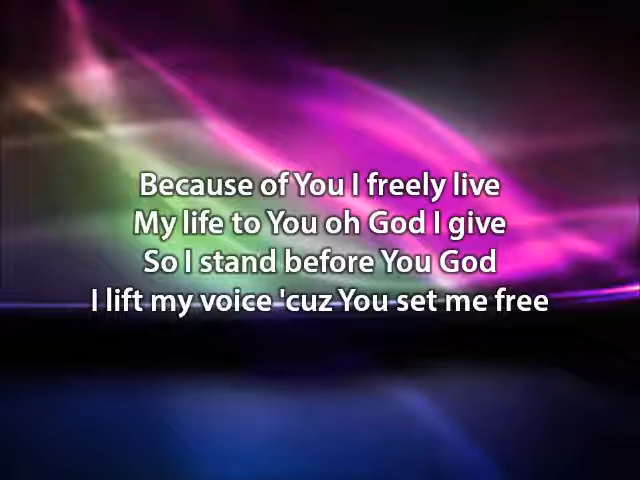 Because of You I freely live
My life to You oh God I give
So I stand before You God
I lift my voice 'cuz You set me free